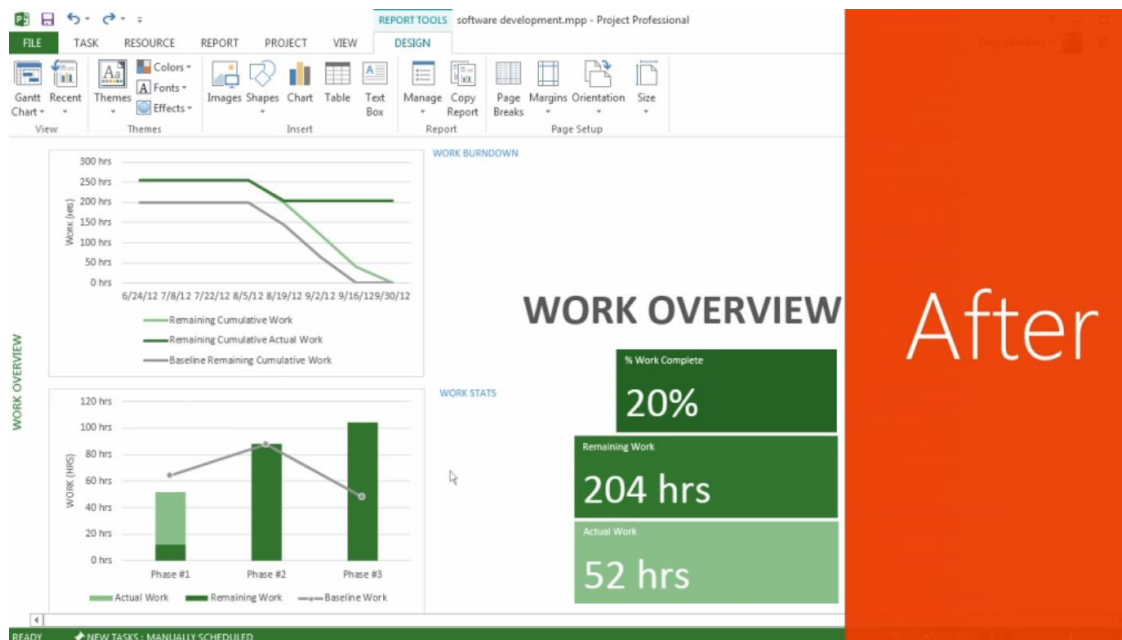 REPORT TOOLS software development.mpp - Project Professional
FILE TASK RESOURCE REPORT PROJECT VIEW DESIGN
Gantt Chart
Recent
Themes
Colors
Fonts
Effects
Images Shapes Chart Table Text Box
Manage Copy Report
Page Breaks Margins Orientation Size
View Themes Insert Report Page Setup
WORK OVERVIEW
WORK BURNDOWN
300 hrs
250 hrs
200 hrs
150 hrs
100 hrs
50 hrs
0 hrs
WORK (HRS)
6/24/12 7/8/12 7/22/12 8/5/12 8/19/12 9/2/12 9/16/129/30/12
Remaining Cumulative Work
Remaining Cumulative Actual Work
Baseline Remaining Cumulative Work
WORK STATS
120 hrs
100 hrs
80 hrs
60 hrs
40 hrs
20 hrs
0 hrs
WORK (HRS)
Phase #1 Phase #2 Phase #3
Actual Work Remaining Work Baseline Work
WORK OVERVIEW
% Work Complete
20%
Remaining Work
204 hrs
Actual Work
52 hrs
After
READY NEW TASKS : MANUALLY SCHEDULED